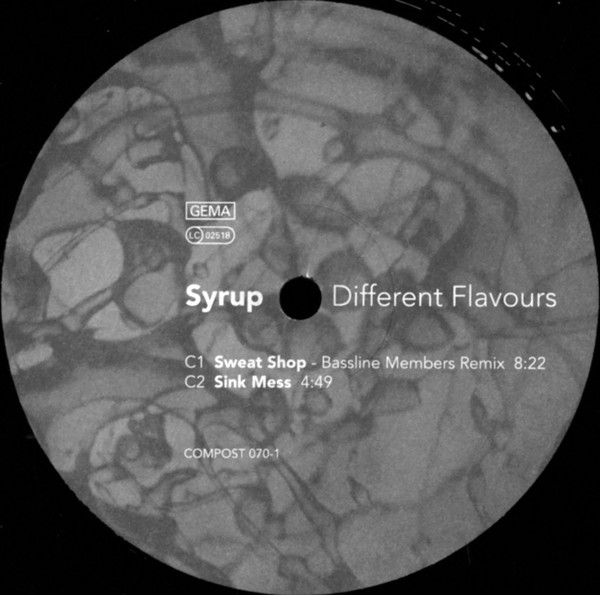 GEMA
LC 02518
Syrup Different Flavours
C1 Sweat Shop - Bassline Members Remix 8:22
C2 Sink Mess 4:49
COMPOST 070-1